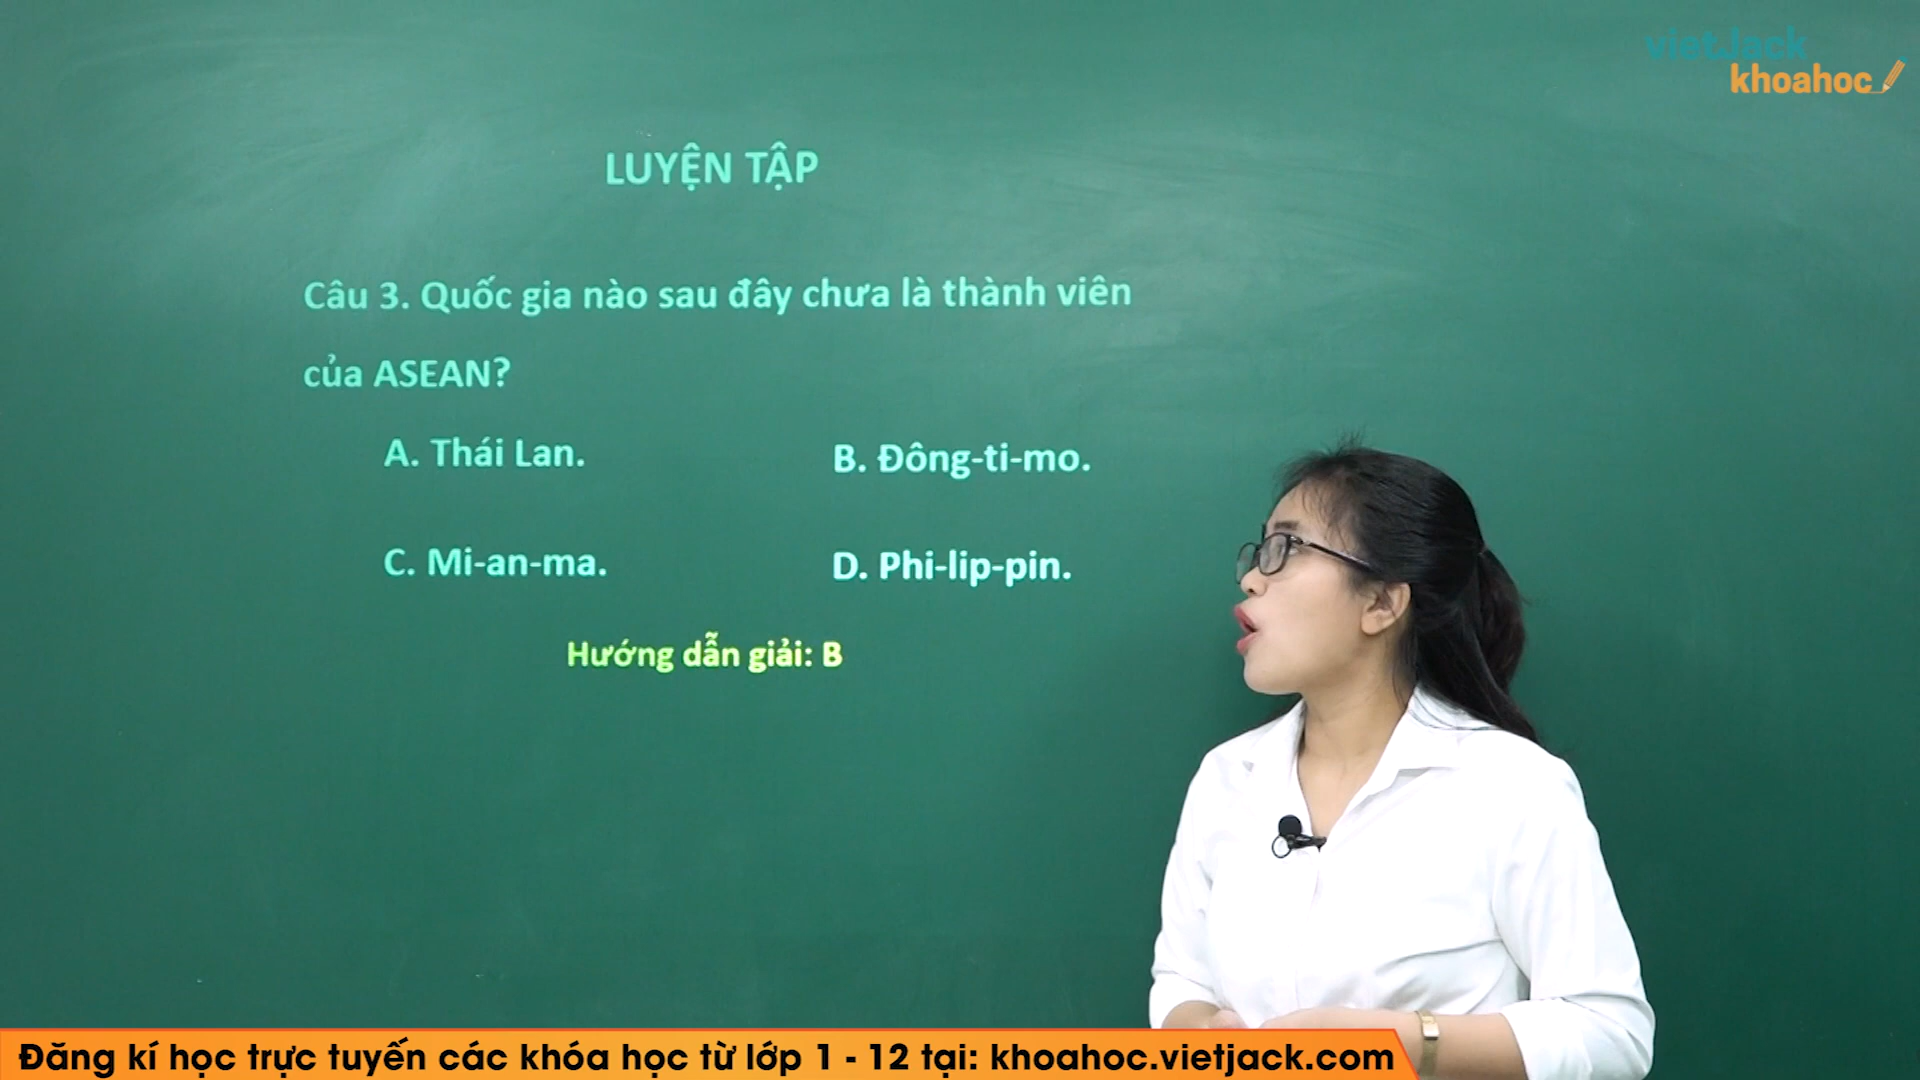 vietJack
khoahoc
LUYỆN TẬP
Câu 3. Quốc gia nào sau đây chưa là thành viên
của ASEAN?
A. Thái Lan.
B. Đông-ti-mo.
C. Mi-an-ma.
D. Phi-lip-pin.
Hướng dẫn giải: B
Đăng kí học trực tuyến các khóa học từ lớp 1 - 12 tại: khoahoc.vietjack.com